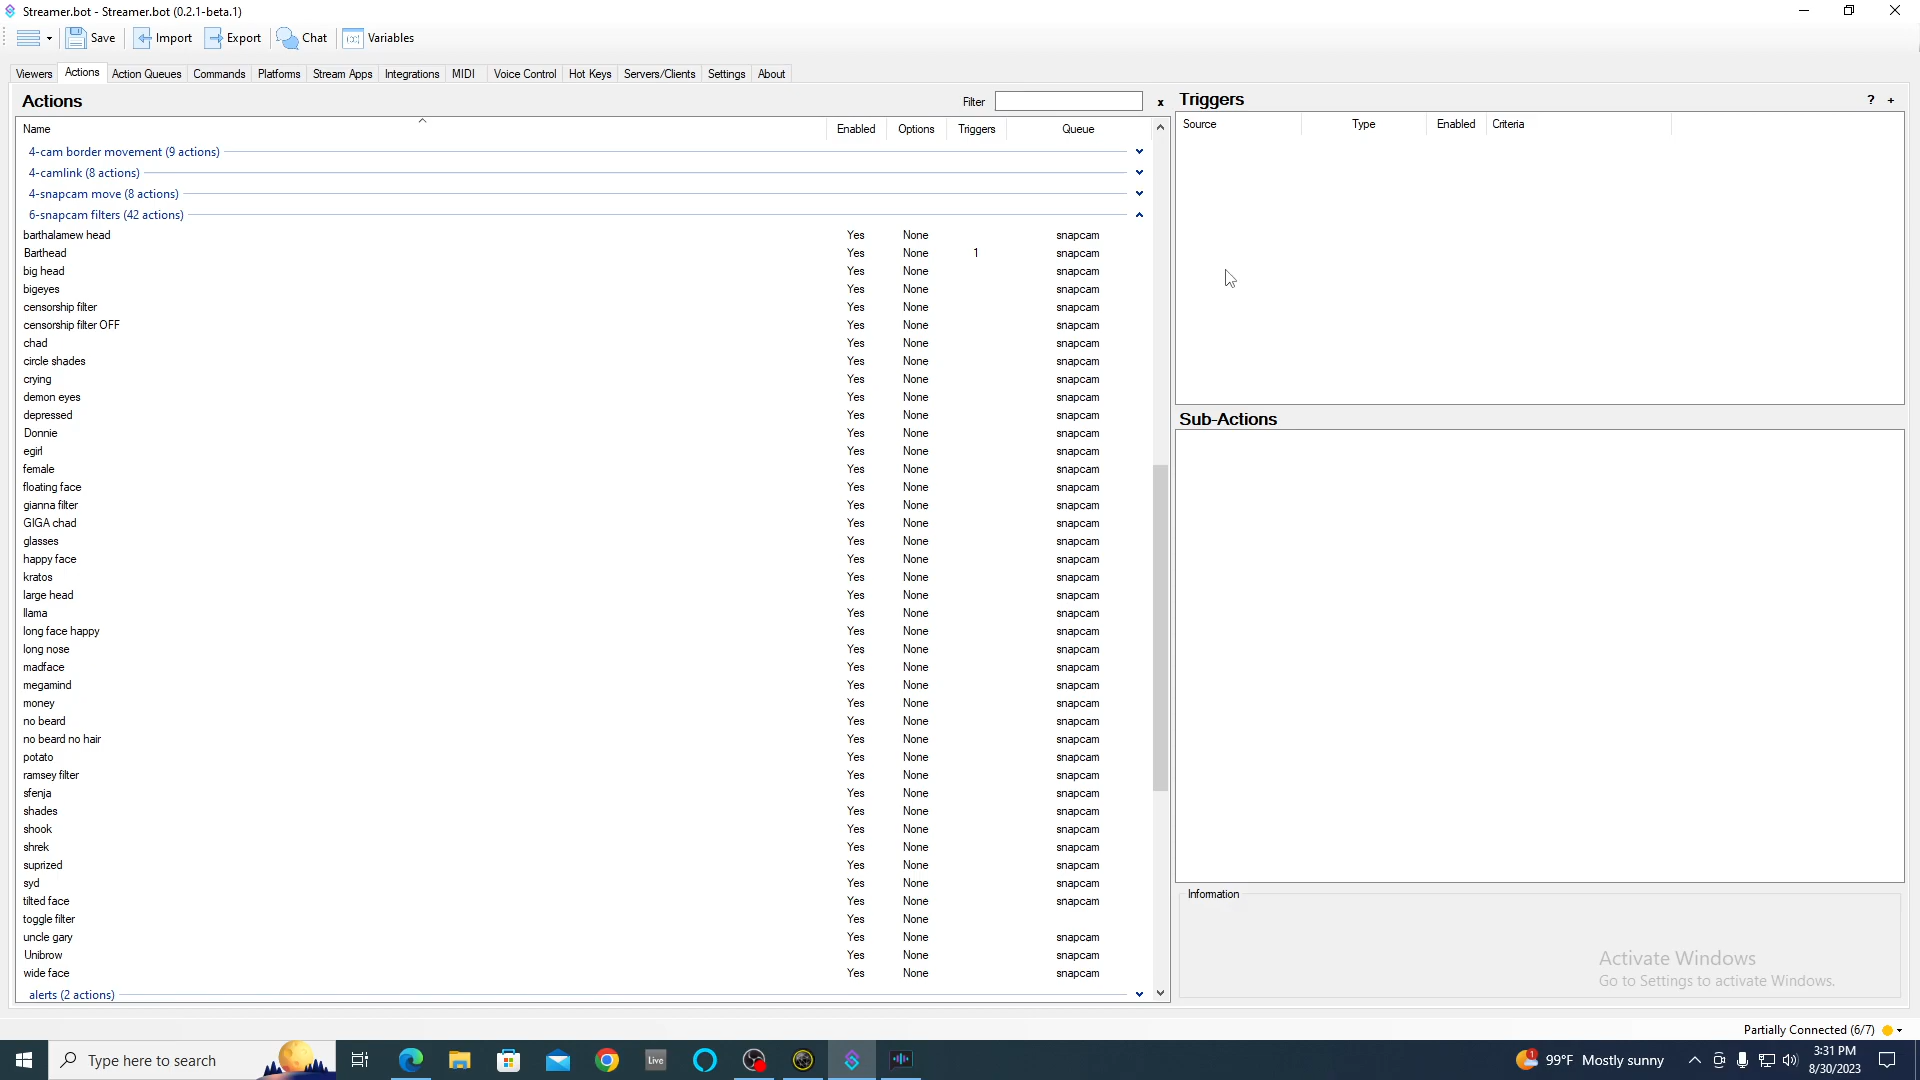 Streamer.bot - Streamer.bot (0.2.1-beta.1)
Save Import Export Chat Variables
Viewers Actions Action Queues Commands Platforms Stream Apps Integrations MIDI Voice Control Hot Keys Servers/Clients Settings About
Actions Filter x
Name Enabled Options Triggers Queue
4-cam border movement (9 actions)
4-camlink (8 actions)
4-snapcam move (8 actions)
6-snapcam filters (42 actions)
barthalamew head Yes None snapcam
Barthead Yes None 1 snapcam
big head Yes None snapcam
bigeyes Yes None snapcam
censorship filter Yes None snapcam
censorship filter OFF Yes None snapcam
chad Yes None snapcam
circle shades Yes None snapcam
crying Yes None snapcam
demon eyes Yes None snapcam
depressed Yes None snapcam
Donnie Yes None snapcam
egirl Yes None snapcam
female Yes None snapcam
floating face Yes None snapcam
gianna filter Yes None snapcam
GIGA chad Yes None snapcam
glasses Yes None snapcam
happy face Yes None snapcam
kratos Yes None snapcam
large head Yes None snapcam
llama Yes None snapcam
long face happy Yes None snapcam
long nose Yes None snapcam
madface Yes None snapcam
megamind Yes None snapcam
money Yes None snapcam
no beard Yes None snapcam
no beard no hair Yes None snapcam
potato Yes None snapcam
ramsey filter Yes None snapcam
sfenja Yes None snapcam
shades Yes None snapcam
shook Yes None snapcam
shrek Yes None snapcam
suprized Yes None snapcam
syd Yes None snapcam
tilted face Yes None snapcam
toggle filter Yes None
uncle gary Yes None snapcam
Unibrow Yes None snapcam
wide face Yes None snapcam
alerts (2 actions)
Triggers ? +
Source Type Enabled Criteria
Sub-Actions
Information
Activate Windows
Go to Settings to activate Windows.
Partially Connected (6/7)
Type here to search
Live
1
99°F Mostly sunny
3:31 PM
8/30/2023